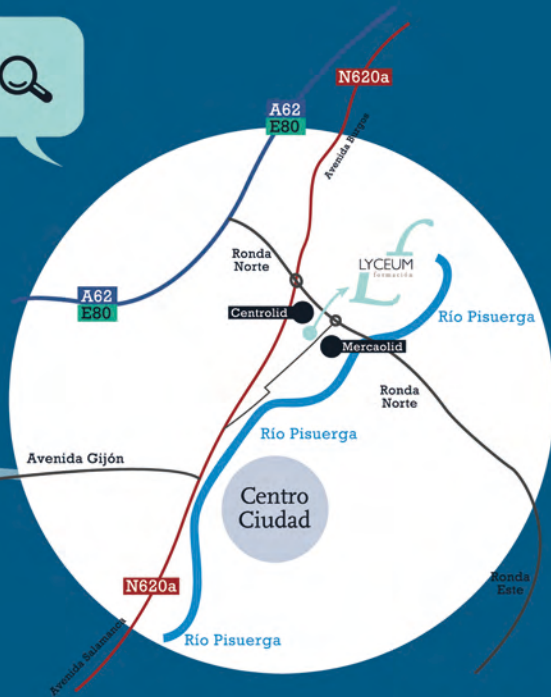 N620a
A62
E80
Avenida Burgos
Ronda
Norte
LYCEUM
formación
A62
E80
Centrolid
Río Pisuerga
Mercaolid
Ronda
Norte
Río Pisuerga
Avenida Gijón
Centro
Ciudad
N620a
Ronda
Este
Avenida Salamanca
Río Pisuerga